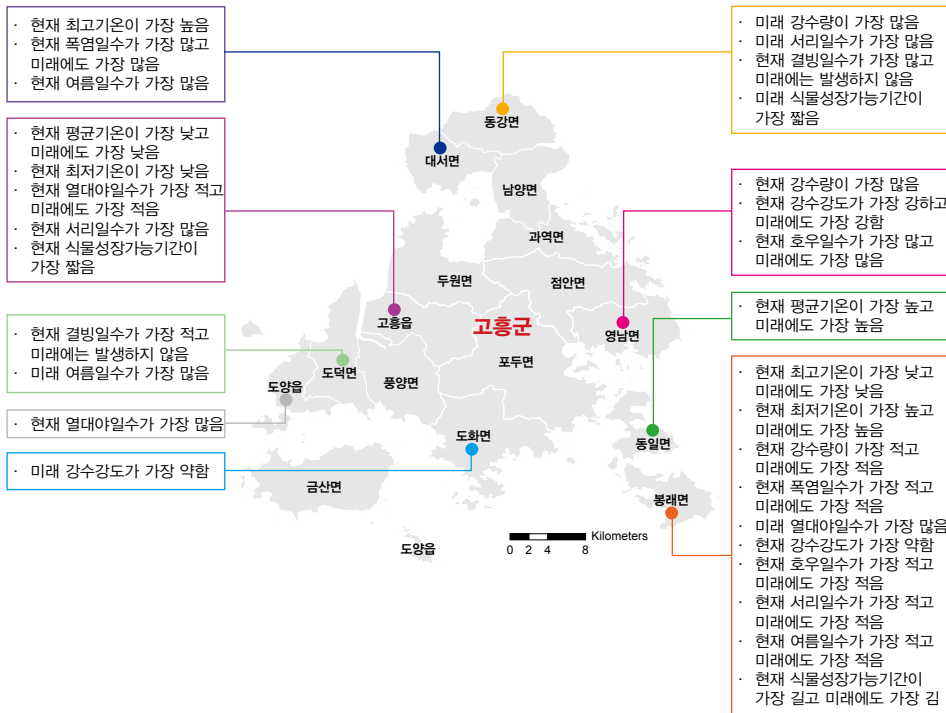 · 현재 최고기온이 가장 높음
· 현재 폭염일수가 가장 많고
미래에도 가장 많음
· 현재 여름일수가 가장 많음
· 현재 평균기온이 가장 낮고
미래에도 가장 낮음
· 현재 최저기온이 가장 낮음
· 현재 열대야일수가 가장 적고
미래에도 가장 적음
· 현재 서리일수가 가장 많음
· 현재 식물성장가능기간이
가장 짧음
· 현재 결빙일수가 가장 적고
미래에는 발생하지 않음
· 미래 여름일수가 가장 많음
· 현재 열대야일수가 가장 많음
· 미래 강수강도가 가장 약함
동강면
대서면
남양면
과역면
두원면
점안면
고흥읍
고흥군
영남면
포두면
도덕면
풍양면
도양읍
도화면
동일면
금산면
봉래면
도양읍
Kilometers
0 2 4 8
· 미래 강수량이 가장 많음
· 미래 서리일수가 가장 많음
· 현재 결빙일수가 가장 많고
미래에는 발생하지 않음
· 미래 식물성장가능기간이
가장 짧음
· 현재 강수량이 가장 많음
· 현재 강수강도가 가장 강하고
미래에도 가장 강함
· 현재 호우일수가 가장 많고
미래에도 가장 많음
· 현재 평균기온이 가장 높고
미래에도 가장 높음
· 현재 최고기온이 가장 낮고
미래에도 가장 낮음
· 현재 최저기온이 가장 높고
미래에도 가장 높음
· 현재 강수량이 가장 적고
미래에도 가장 적음
· 현재 폭염일수가 가장 적고
미래에도 가장 적음
· 미래 열대야일수가 가장 많음
· 현재 강수강도가 가장 약함
· 현재 호우일수가 가장 적고
미래에도 가장 적음
· 현재 서리일수가 가장 적고
미래에도 가장 적음
· 현재 여름일수가 가장 적고
미래에도 가장 적음
· 현재 식물성장가능기간이
가장 길고 미래에도 가장 김